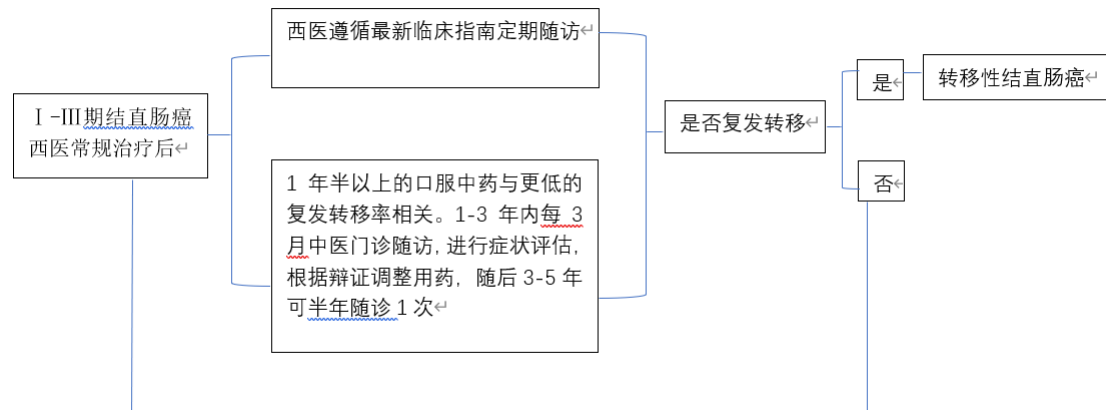 Ⅰ-Ⅲ期结直肠癌
西医常规治疗后↵
西医遵循最新临床指南定期随访↵
1 年半以上的口服中药与更低的
复发转移率相关。1-3 年内每 3
月中医门诊随访,进行症状评估,
根据辩证调整用药，随后 3-5 年
可半年随诊 1 次↵
是否复发转移↵
是↵
转移性结直肠癌↵
否↵